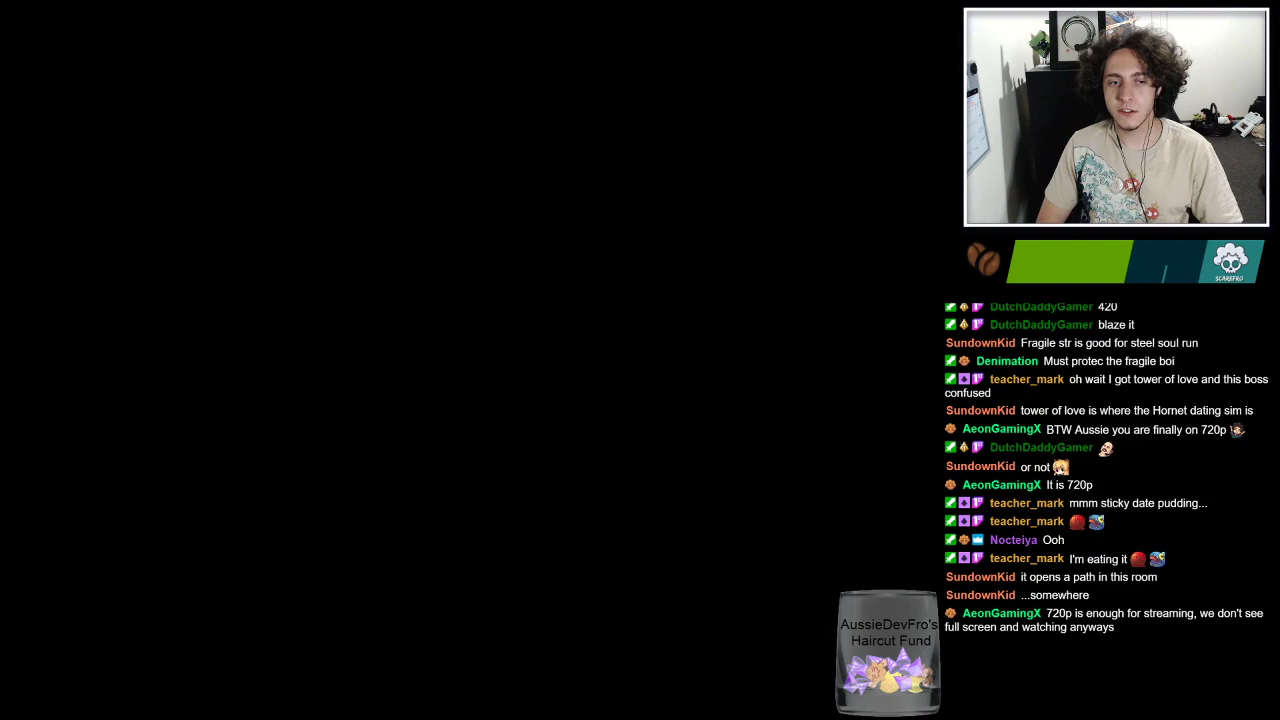 SCAREFRO
DutchDaddyGamer 420
DutchDaddyGamer blaze it
SundownKid Fragile str is good for steel soul run
Denimation Must protec the fragile boi
teacher_mark oh wait I got tower of love and this boss
confused
SundownKid tower of love is where the Hornet dating sim is
AeonGamingX BTW Aussie you are finally on 720p
DutchDaddyGamer
SundownKid or not
AeonGamingX It is 720p
teacher_mark mmm sticky date pudding...
teacher_mark
Nocteiya Ooh
teacher_mark I'm eating it
SundownKid it opens a path in this room
SundownKid ...somewhere
AeonGamingX 720p is enough for streaming, we don't see
full screen and watching anyways
AussieDevFro's
Haircut Fund